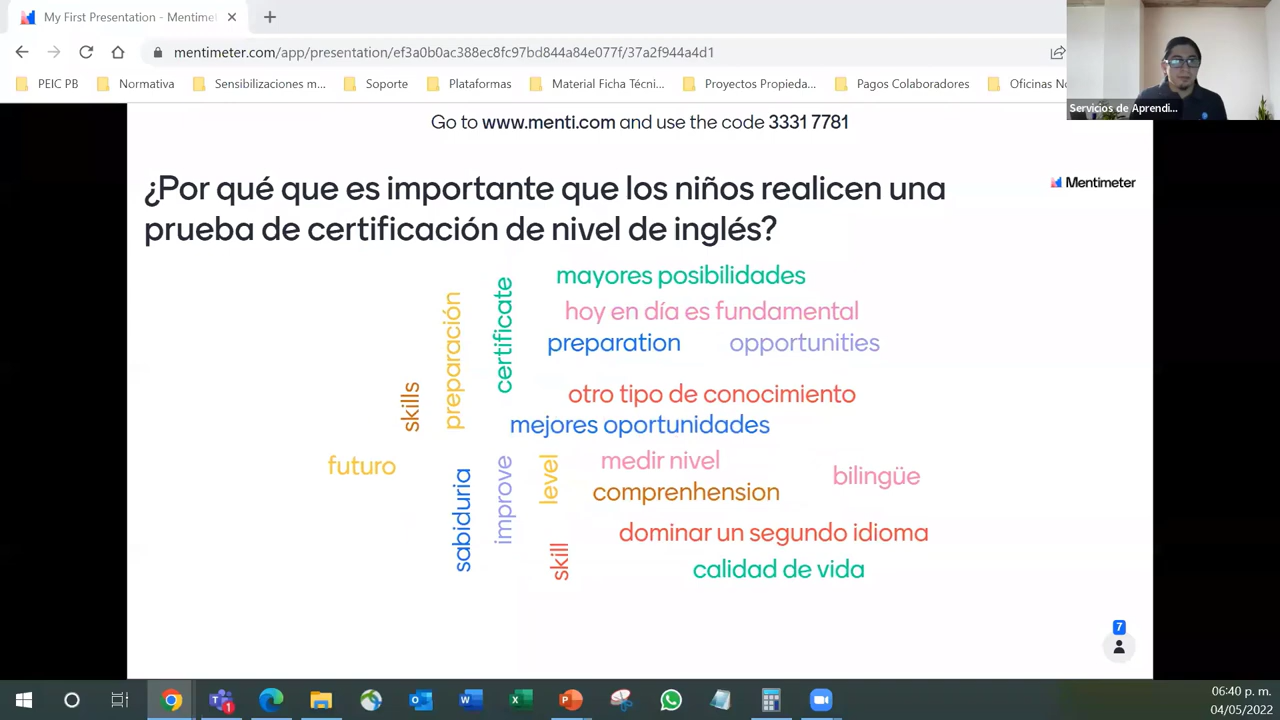 My First Presentation - Mentimet
mentimeter.com/app/presentation/ef3a0b0ac388ec8fc97bd844a84e077f/37a2f944a4d1
PEIC PB
Normativa
Sensibilizaciones m...
Soporte
Plataformas
Material Ficha Técni...
Proyectos Propieda...
Pagos Colaboradores
Oficinas No
Servicios de Aprendi...
Go to www.menti.com and use the code 3331 7781
¿Por qué que es importante que los niños realicen una
prueba de certificación de nivel de inglés?
Mentimeter
mayores posibilidades
hoy en día es fundamental
preparation
opportunities
certificate
preparación
skills
otro tipo de conocimiento
mejores oportunidades
futuro
medir nivel
bilingüe
level
improve
sabiduria
comprenhension
dominar un segundo idioma
skill
calidad de vida
7
06:40 p. m.
04/05/2022